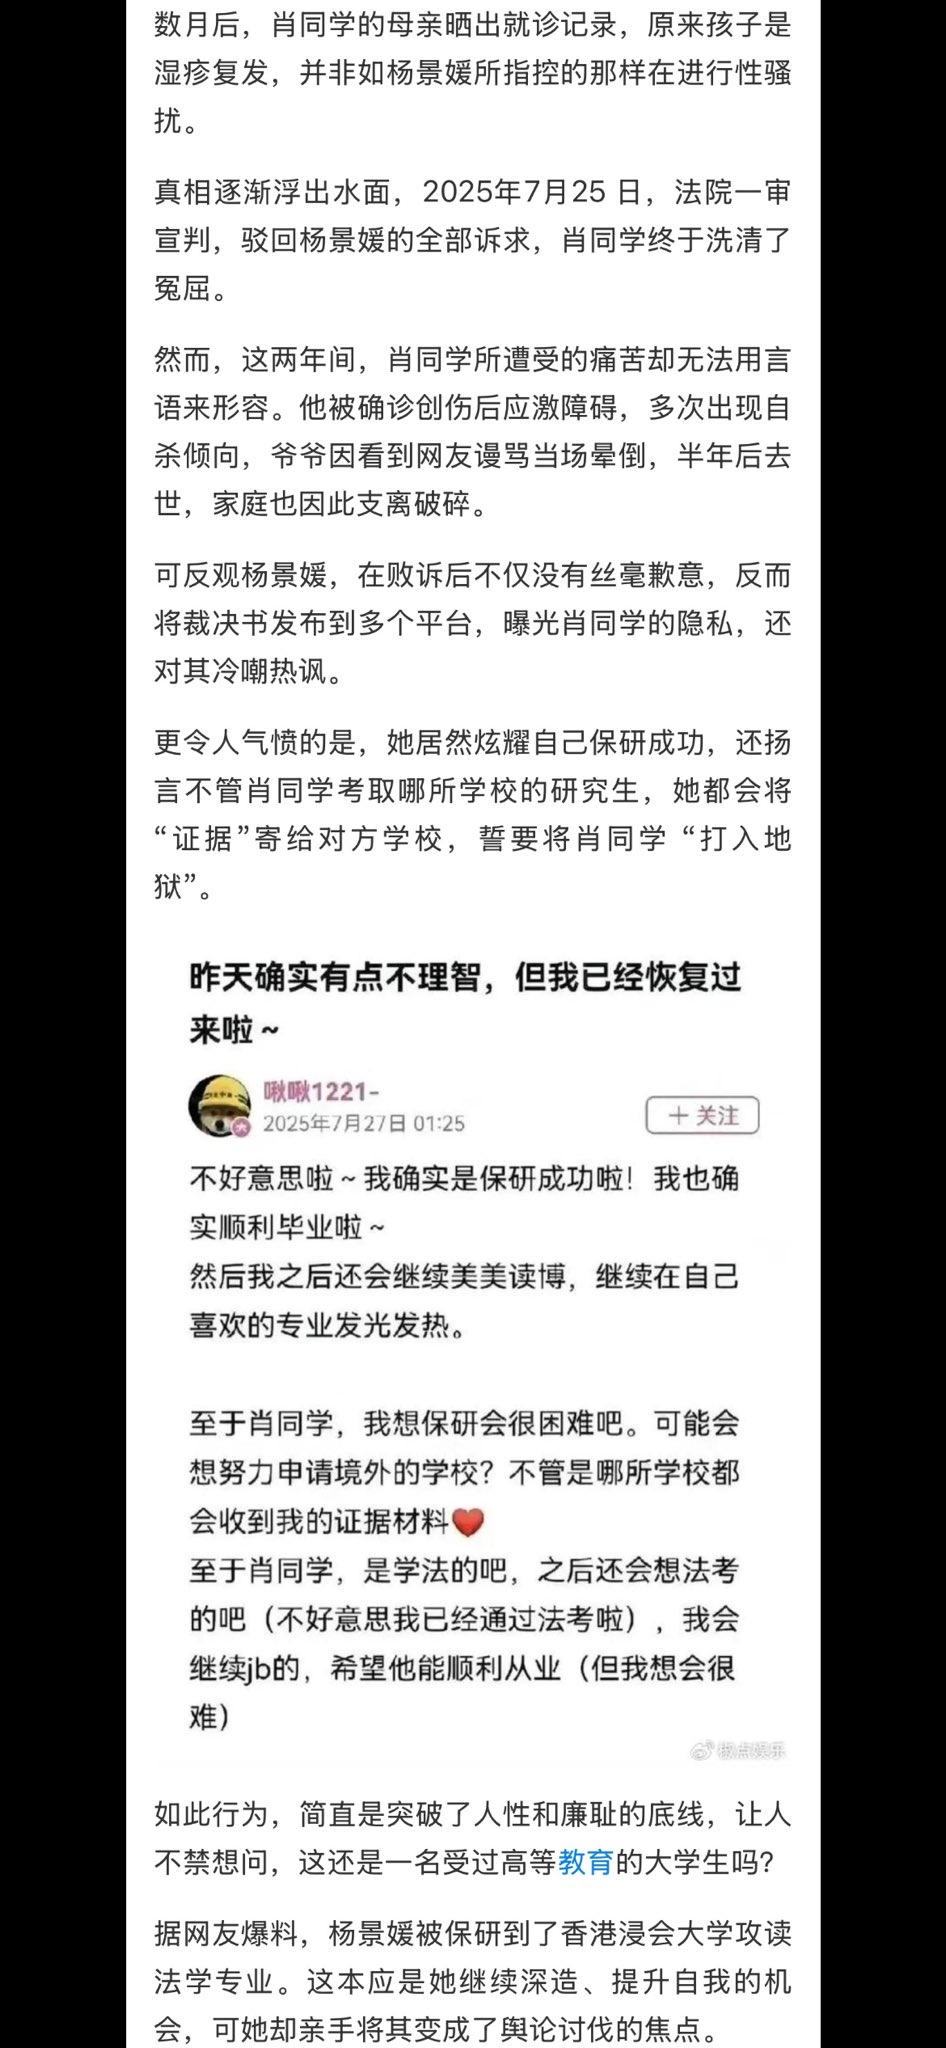 数月后，肖同学的母亲晒出就诊记录，原来孩子是
湿疹复发，并非如杨景媛所指控的那样在进行性骚
扰。
真相逐渐浮出水面，2025年7月25 日，法院一审
宣判，驳回杨景媛的全部诉求，肖同学终于洗清了
冤屈。
然而，这两年间，肖同学所遭受的痛苦却无法用言
语来形容。他被确诊创伤后应激障碍，多次出现自
杀倾向，爷爷因看到网友谩骂当场晕倒，半年后去
世，家庭也因此支离破碎。
可反观杨景媛，在败诉后不仅没有丝毫歉意，反而
将裁决书发布到多个平台，曝光肖同学的隐私，还
对其冷嘲热讽。
更令人气愤的是，她居然炫耀自己保研成功，还扬
言不管肖同学考取哪所学校的研究生，她都会将
“证据”寄给对方学校，誓要将肖同学 “打入地
狱”。
昨天确实有点不理智，但我已经恢复过
来啦～
啾啾1221-
2025年7月27日 01:25
＋关注
不好意思啦～我确实是保研成功啦！我也确
实顺利毕业啦～
然后我之后还会继续美美读博，继续在自己
喜欢的专业发光发热。
至于肖同学，我想保研会很困难吧。可能会
想努力申请境外的学校？不管是哪所学校都
会收到我的证据材料❤️
至于肖同学，是学法的吧，之后还会想法考
的吧（不好意思我已经通过法考啦），我会
继续jb的，希望他能顺利从业（但我想会很
难）
椒点娱乐
如此行为，简直是突破了人性和廉耻的底线，让人
不禁想问，这还是一名受过高等教育的大学生吗？
据网友爆料，杨景媛被保研到了香港浸会大学攻读
法学专业。这本应是她继续深造、提升自我的机
会，可她却亲手将其变成了舆论讨伐的焦点。